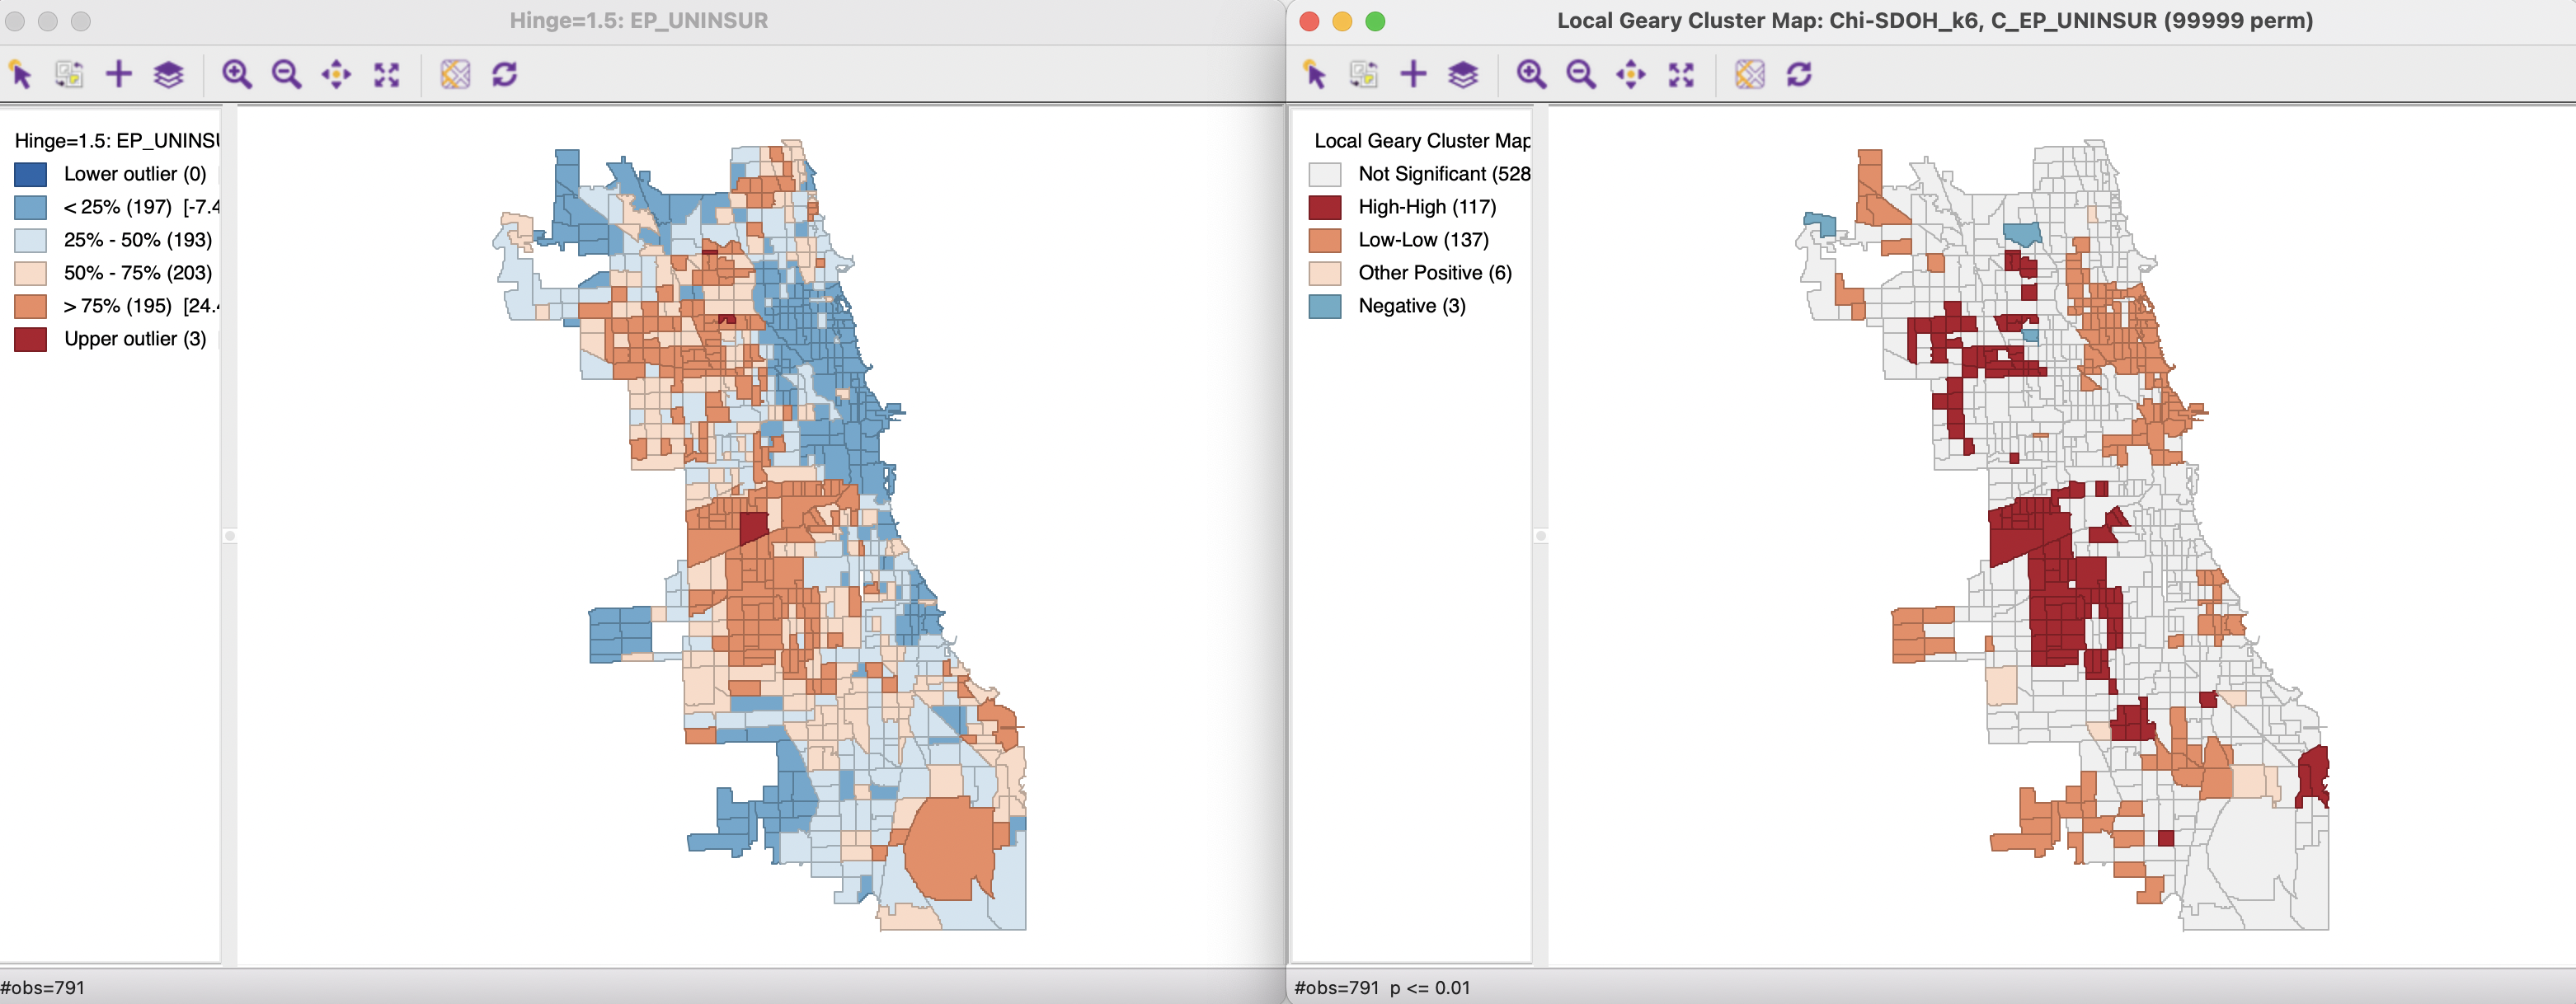 Hinge=1.5: EP_UNINSUR
Hinge=1.5: EP_UNINSU
Lower outlier (0)
< 25% (197) [-7.4
25% - 50% (193)
50% - 75% (203)
> 75% (195) [24.4
Upper outlier (3)
#obs=791
Local Geary Cluster Map: Chi-SDOH_k6, C_EP_UNINSUR (99999 perm)
Local Geary Cluster Map
Not Significant (528
High-High (117)
Low-Low (137)
Other Positive (6)
Negative (3)
#obs=791 p <= 0.01